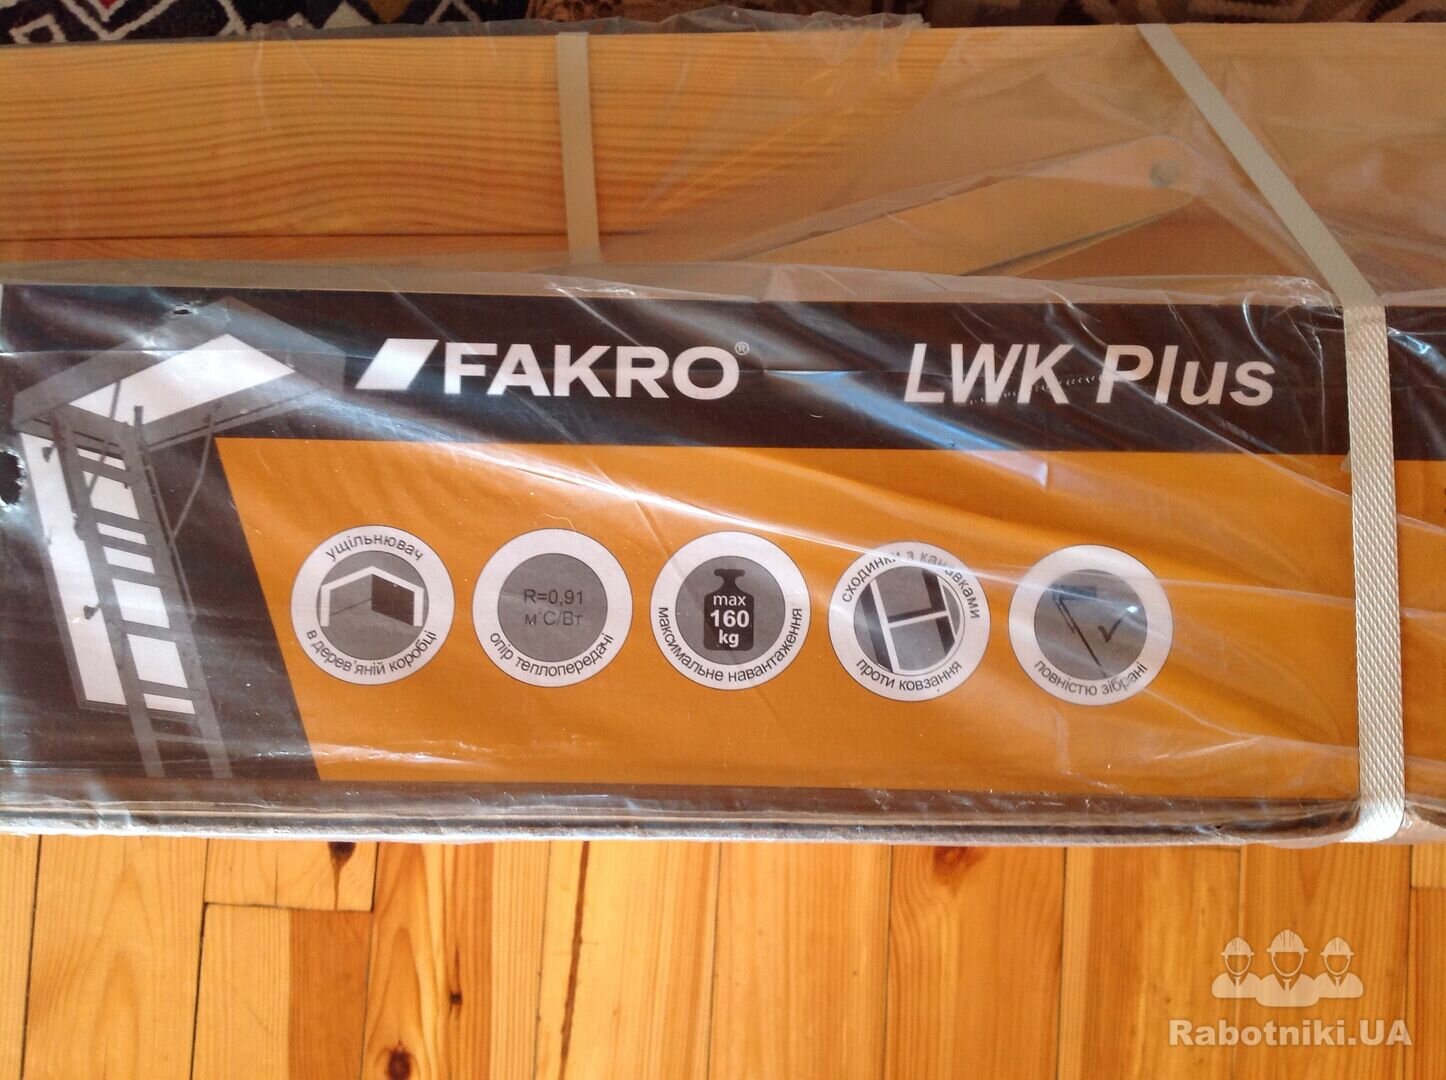 FAKRO®
LWK Plus
ущільнювач
в дерев'яній коробці
R=0,91
м°С/Вт
опір теплопередачі
max
160
kg
максимальне навантаження
сходинки з канавками
проти ковзання
повністю зібрані
Rabotniki.UA